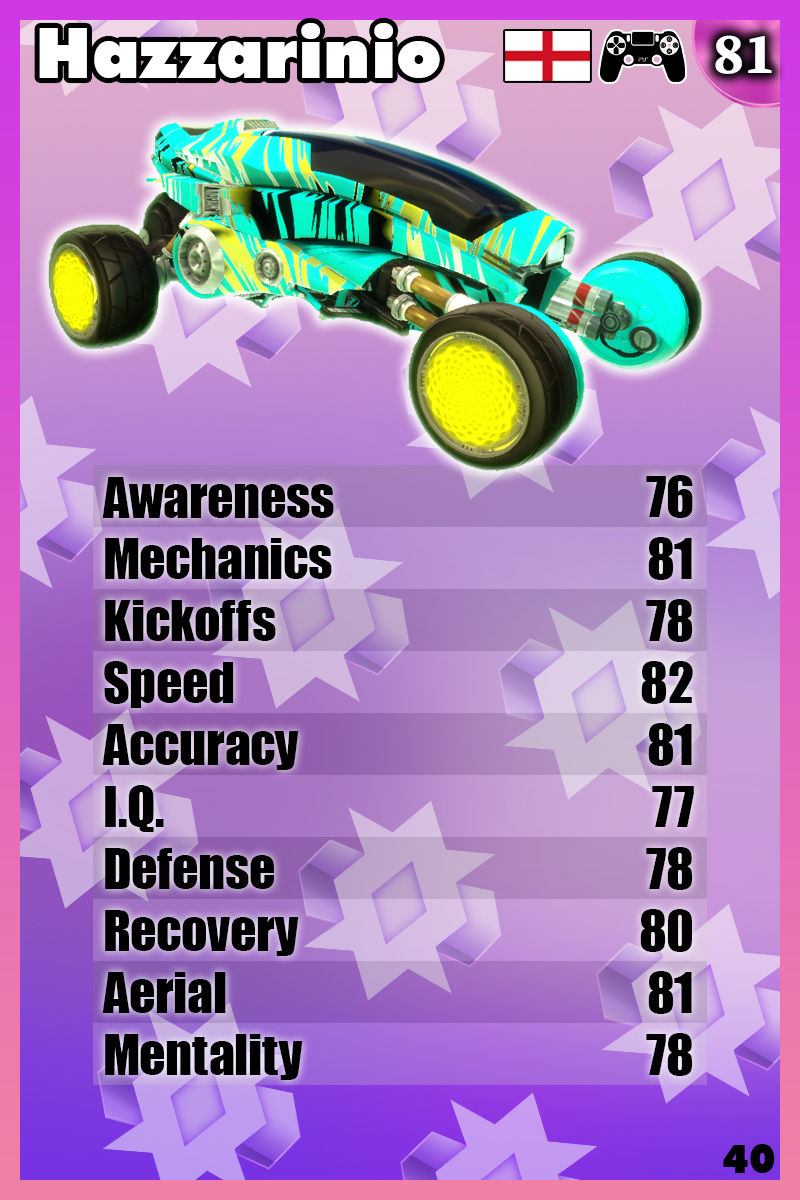 Hazzarinio 81
Awareness 76
Mechanics 81
Kickoffs 78
Speed 82
Accuracy 81
I.Q. 77
Defense 78
Recovery 80
Aerial 81
Mentality 78
40